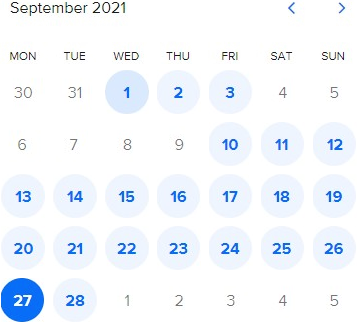 September 2021
MON TUE WED THU FRI SAT SUN
30 31 1 2 3 4 5
6 7 8 9 10 11 12
13 14 15 16 17 18 19
20 21 22 23 24 25 26
27 28 1 2 3 4 5